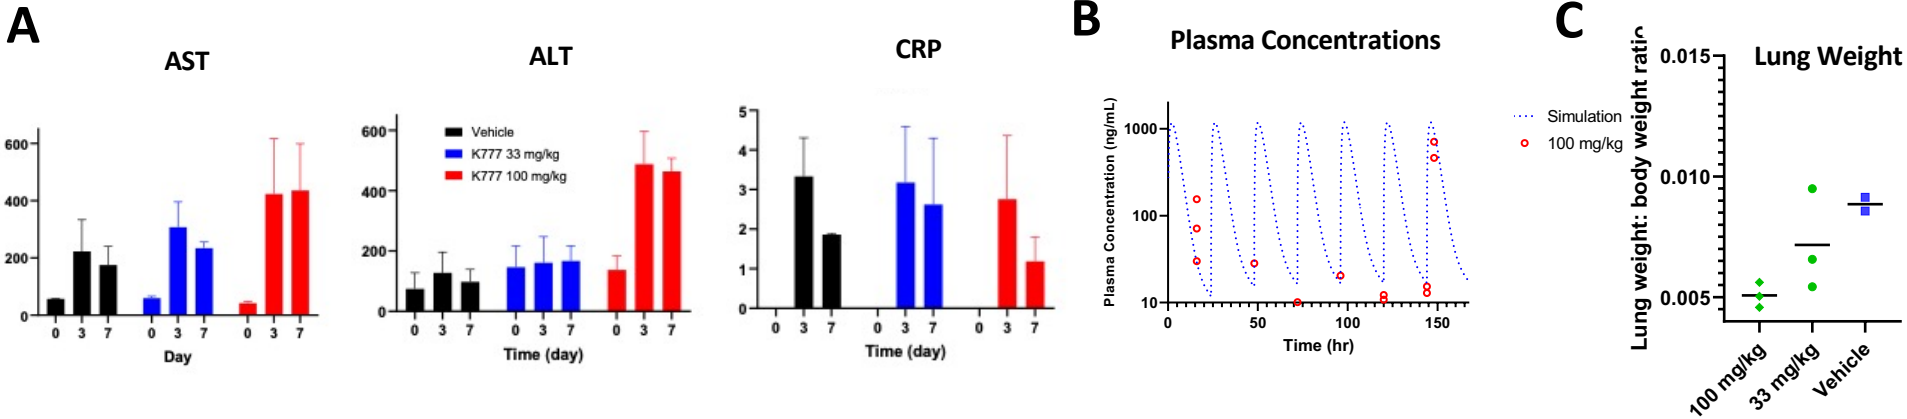 A
AST
600
400
200
0
0 3 7 0 3 7 0 3 7
Day
ALT
600
400
200
0
Vehicle
K777 33 mg/kg
K777 100 mg/kg
0 3 7 0 3 7 0 3 7
Time (day)
CRP
5
4
3
2
1
0
0 3 7 0 3 7 0 3 7
Time (day)
B
Plasma Concentrations
Plasma Concentration (ng/mL)
1000
100
10
0 50 100 150
Time (hr)
Simulation
100 mg/kg
C
Lung Weight
Lung weight: body weight ratio
0.015
0.010
0.005
100 mg/kg
33 mg/kg
Vehicle